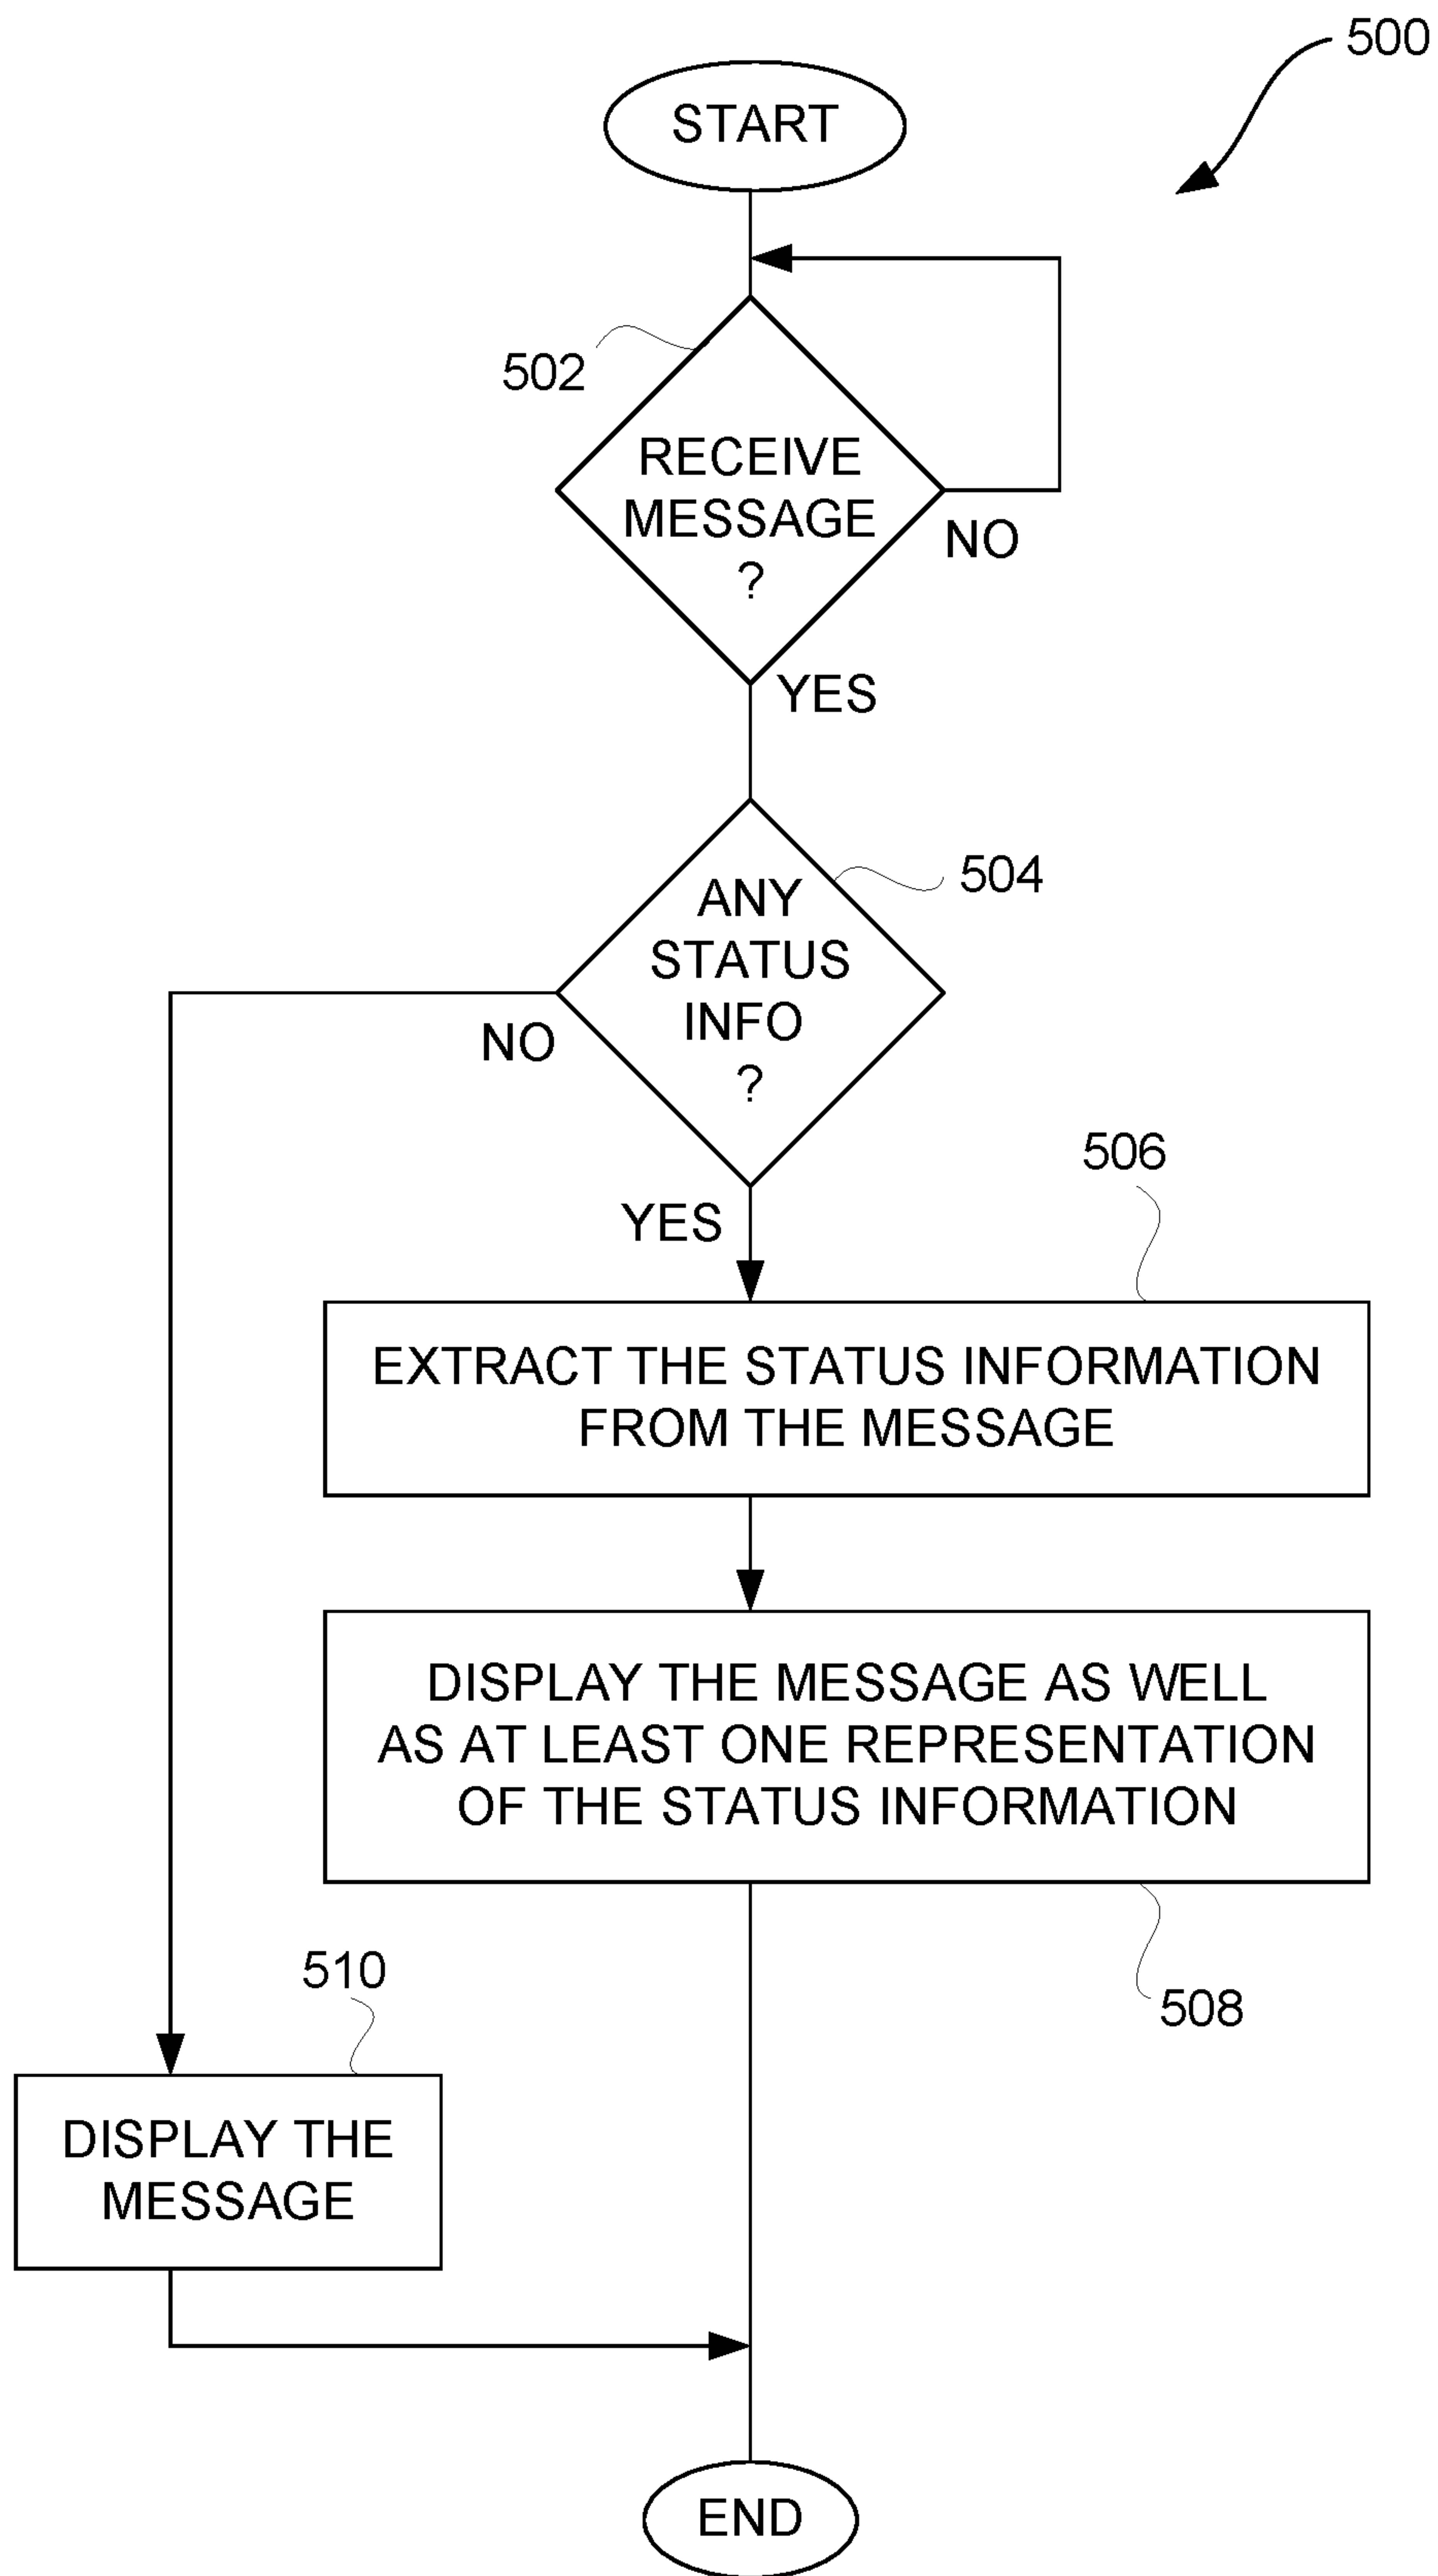 500
START
502
RECEIVE
MESSAGE
?
NO
YES
504
ANY
STATUS
INFO
?
NO
YES
506
EXTRACT THE STATUS INFORMATION
FROM THE MESSAGE
DISPLAY THE MESSAGE AS WELL
AS AT LEAST ONE REPRESENTATION
OF THE STATUS INFORMATION
508
510
DISPLAY THE
MESSAGE
END